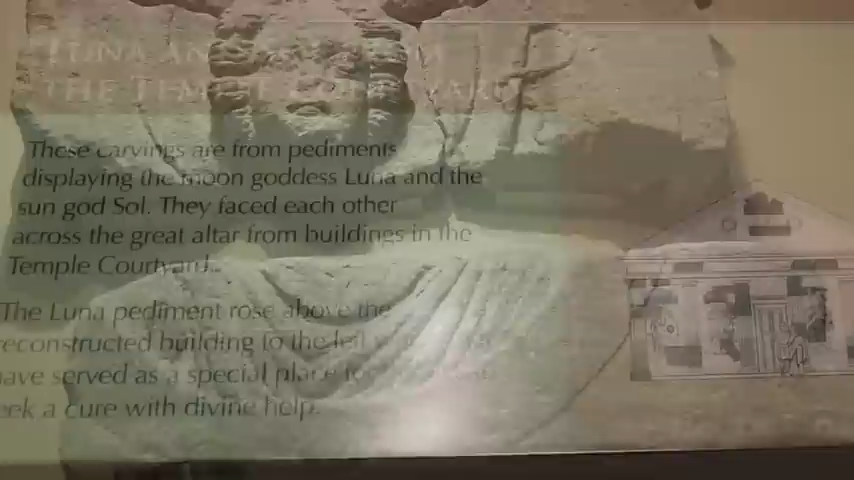 LUNA AND
THE TEMPLE COURTYARD
These carvings are from pediments
displaying the moon goddess Luna and the
sun god Sol. They faced each other
across the great altar from buildings in the
Temple Courtyard.
The Luna pediment rose above the
reconstructed building to the left
have served as a special place
eek a cure with divine help.